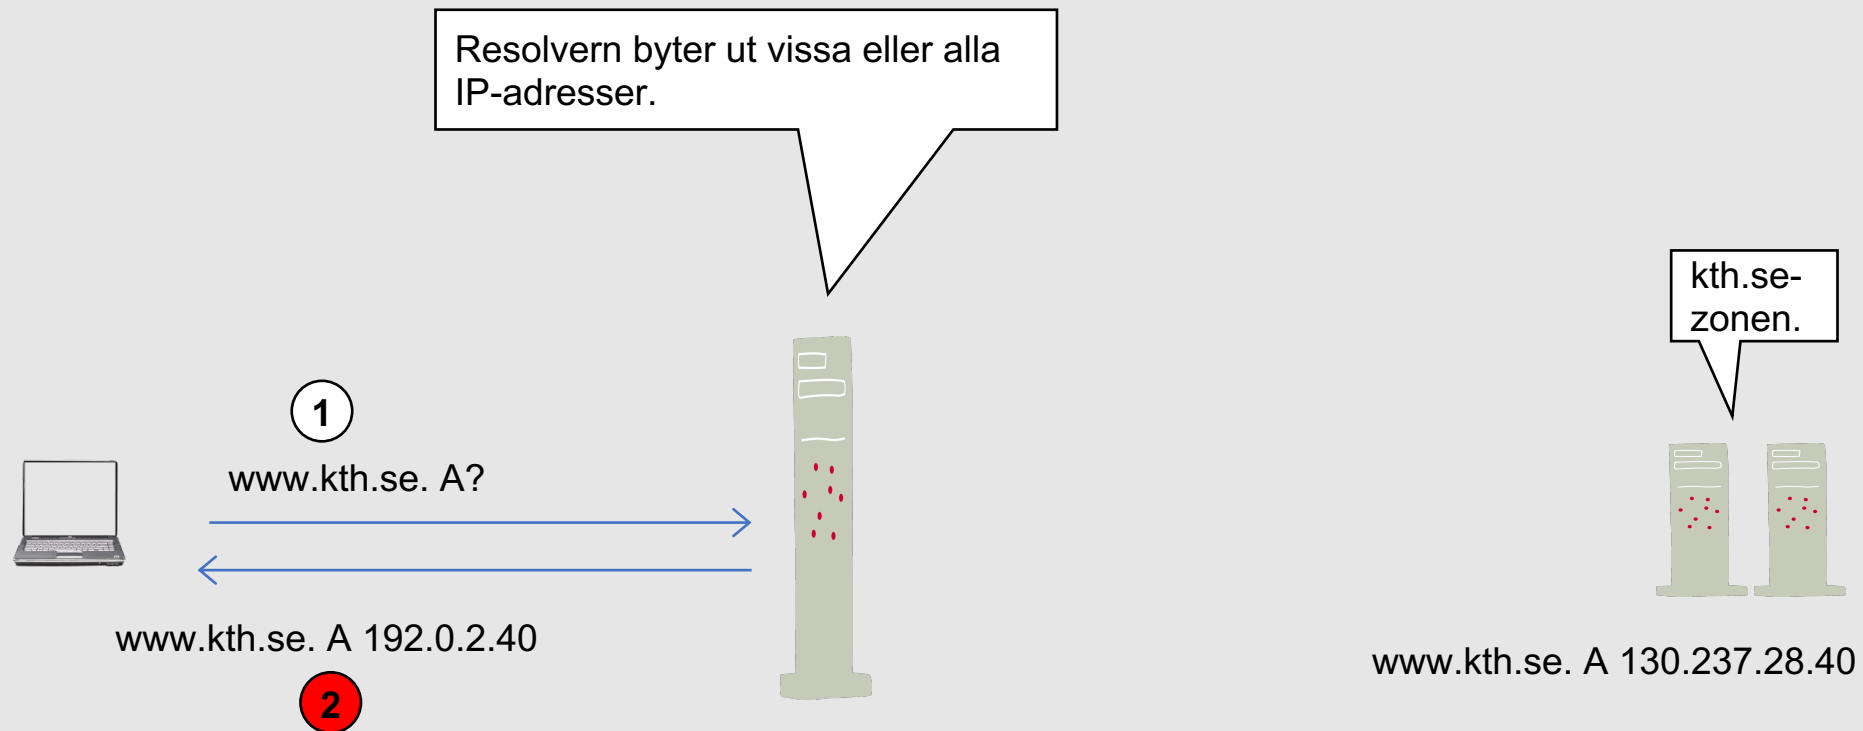 Resolvern byter ut vissa eller alla
IP-adresser.
kth.se-
zonen.
1
www.kth.se. A?
www.kth.se. A 192.0.2.40
2
www.kth.se. A 130.237.28.40